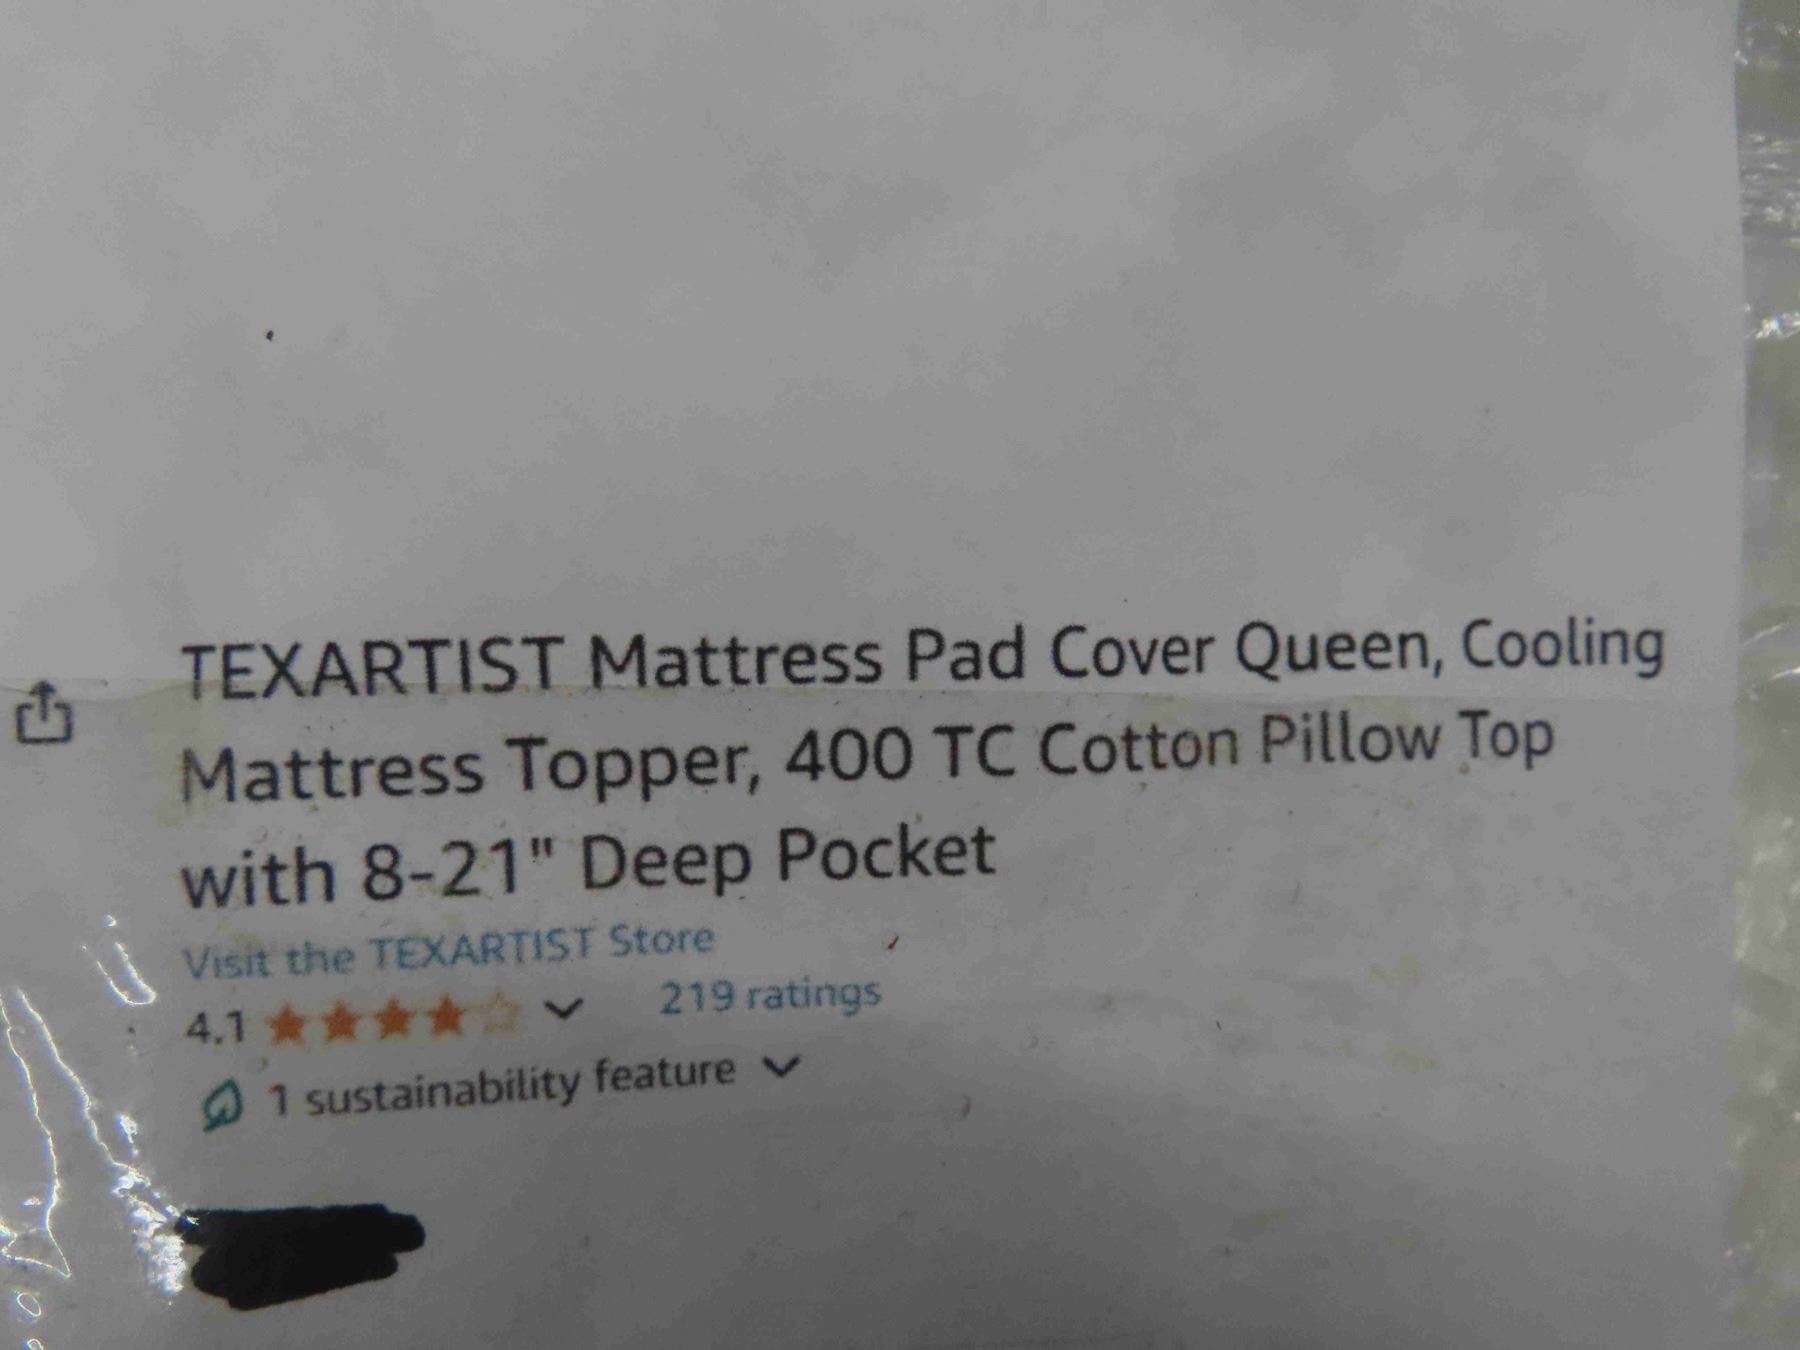 TEXARTIST Mattress Pad Cover Queen, Cooling
Mattress Topper, 400 TC Cotton Pillow Top
with 8-21" Deep Pocket
Visit the TEXARTIST Store
4.1 219 ratings
1 sustainability feature